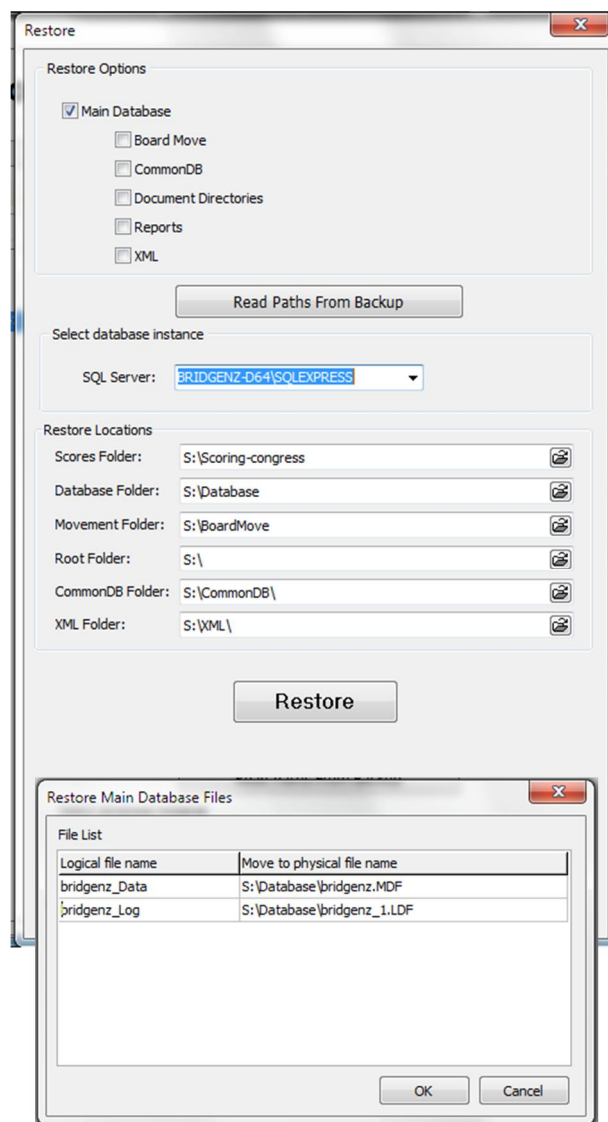 Restore
Restore Options
Main Database
Board Move
CommonDB
Document Directories
Reports
XML
Read Paths From Backup
Select database instance
SQL Server: BRIDGENZ-D64\SQLEXPRESS
Restore Locations
Scores Folder: S:\Scoring-congress
Database Folder: S:\Database
Movement Folder: S:\BoardMove
Root Folder: S:\
CommonDB Folder: S:\CommonDB\
XML Folder: S:\XML\
Restore
Restore Main Database Files
File List
Logical file name Move to physical file name
bridgenz_Data S:\Database\bridgenz.MDF
bridgenz_Log S:\Database\bridgenz_1.LDF
OK Cancel